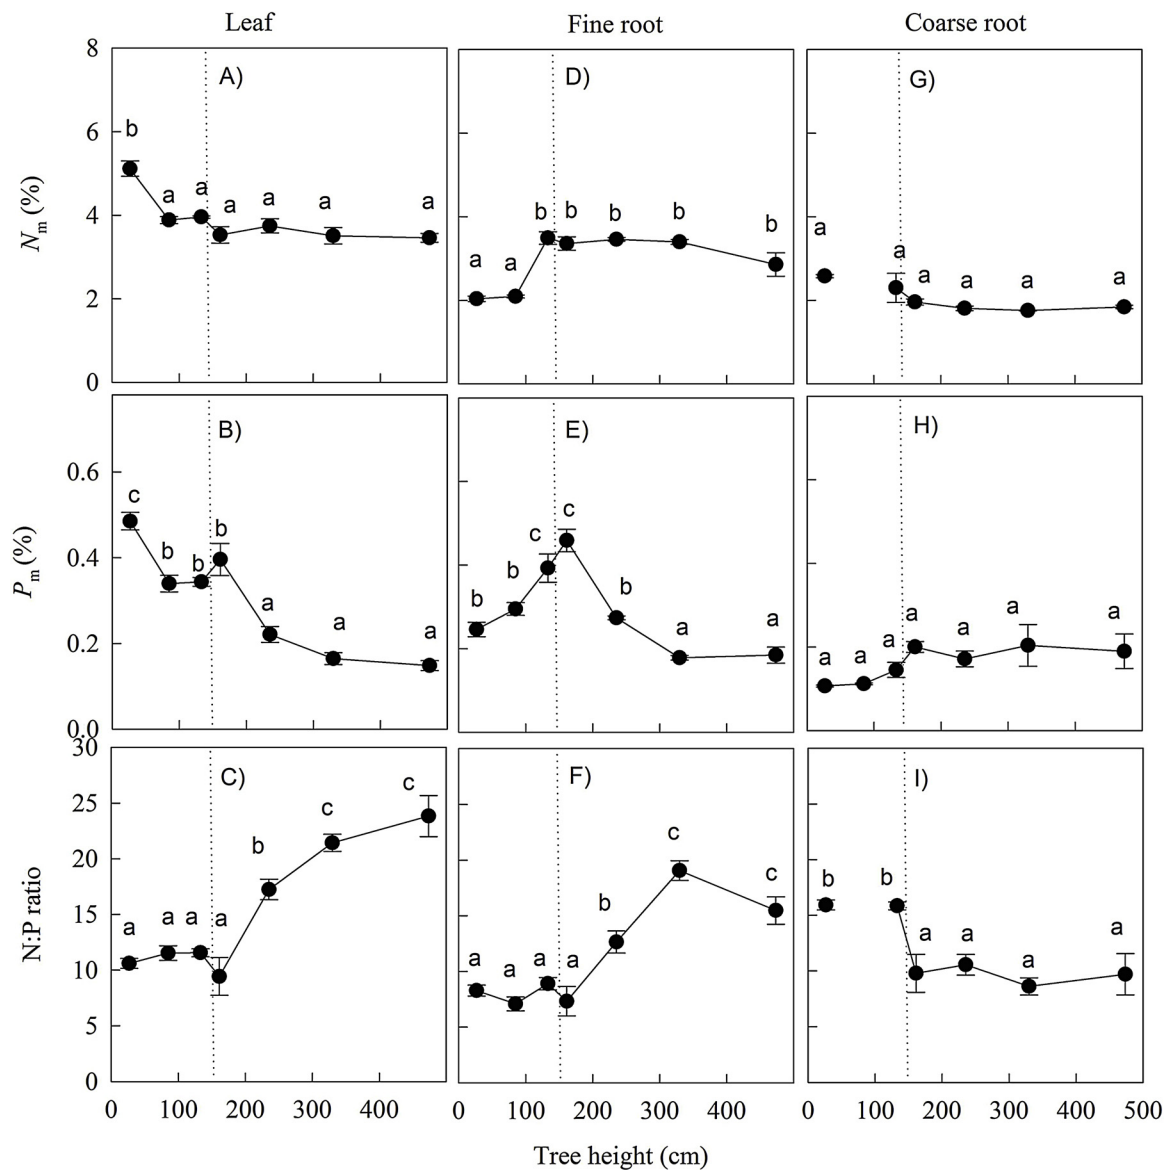 Leaf Fine root Coarse root
8 A) D) G)
6 b
a a a a a a b b b b b a
4
Nm (%) a a a a a a a
2
0
B) E) H)
0.6
c b b b c c
0.4 b b b a a a
Pm (%) a a a a a a a
0.2 a a
0.0
30 C) F) I)
25 c c c
20 b c b b b
N:P ratio
15 a a a a a a a a a a a a
10
5
0
0 100 200 300 400 0 100 200 300 400 0 100 200 300 400 500
Tree height (cm)